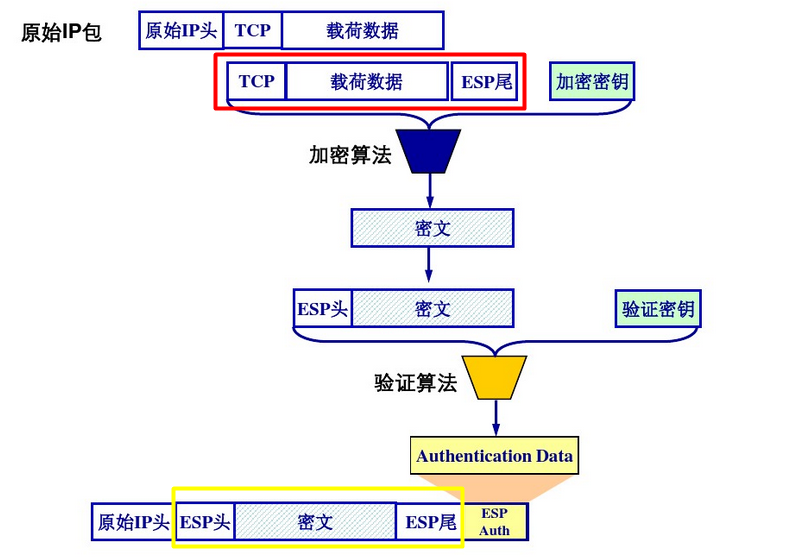 原始IP包
原始IP头 TCP 载荷数据
TCP 载荷数据 ESP尾 加密密钥
加密算法
密文
ESP头 密文 验证密钥
验证算法
Authentication Data
原始IP头 ESP头 密文 ESP尾 ESP
Auth